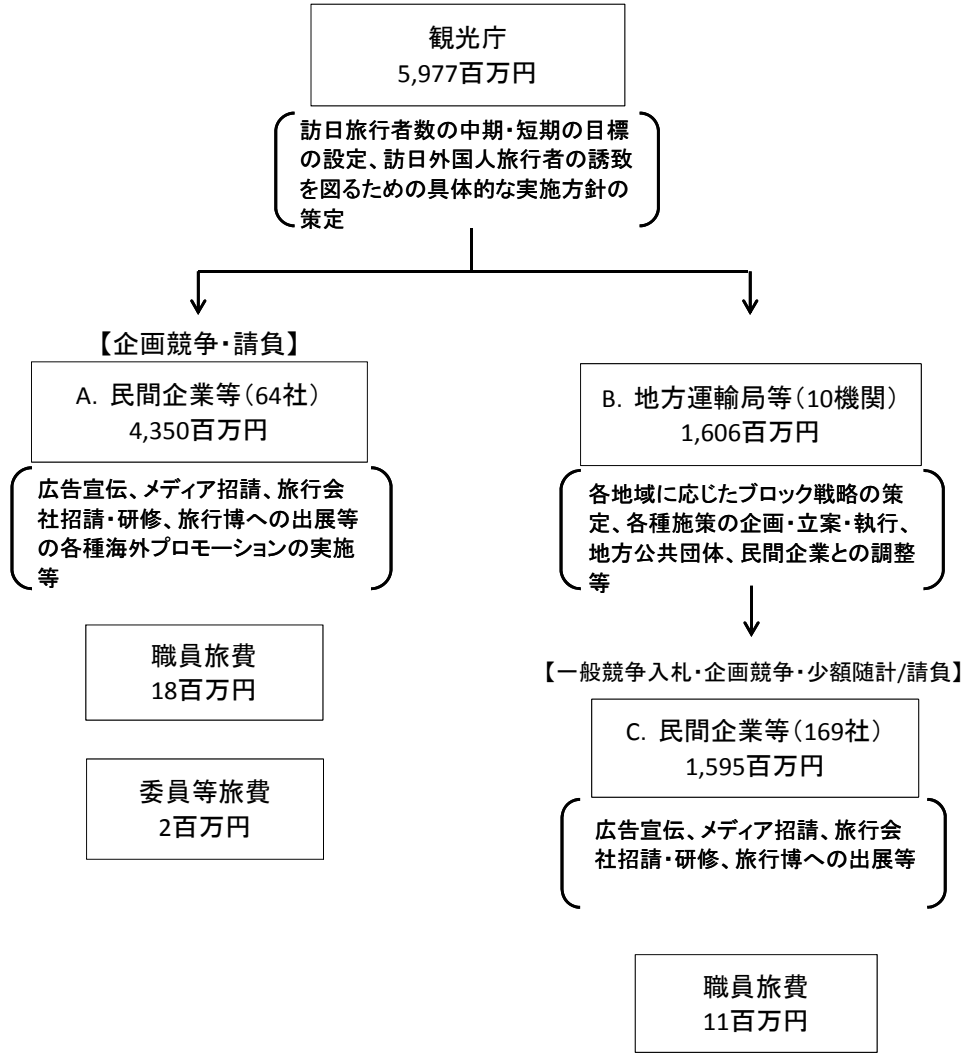 観光庁
5,977百万円
訪日旅行者数の中期・短期の目標
の設定、訪日外国人旅行者の誘致
を図るための具体的な実施方針の
策定
【企画競争・請負】
A. 民間企業等（64社）
4,350百万円
広告宣伝、メディア招請、旅行会
社招請・研修、旅行博への出展等
の各種海外プロモーションの実施
等
職員旅費
18百万円
委員等旅費
2百万円
B. 地方運輸局等（10機関）
1,606百万円
各地域に応じたブロック戦略の策
定、各種施策の企画・立案・執行、
地方公共団体、民間企業との調整
等
【一般競争入札・企画競争・少額随計/請負】
C. 民間企業等（169社）
1,595百万円
広告宣伝、メディア招請、旅行会
社招請・研修、旅行博への出展等
職員旅費
11百万円